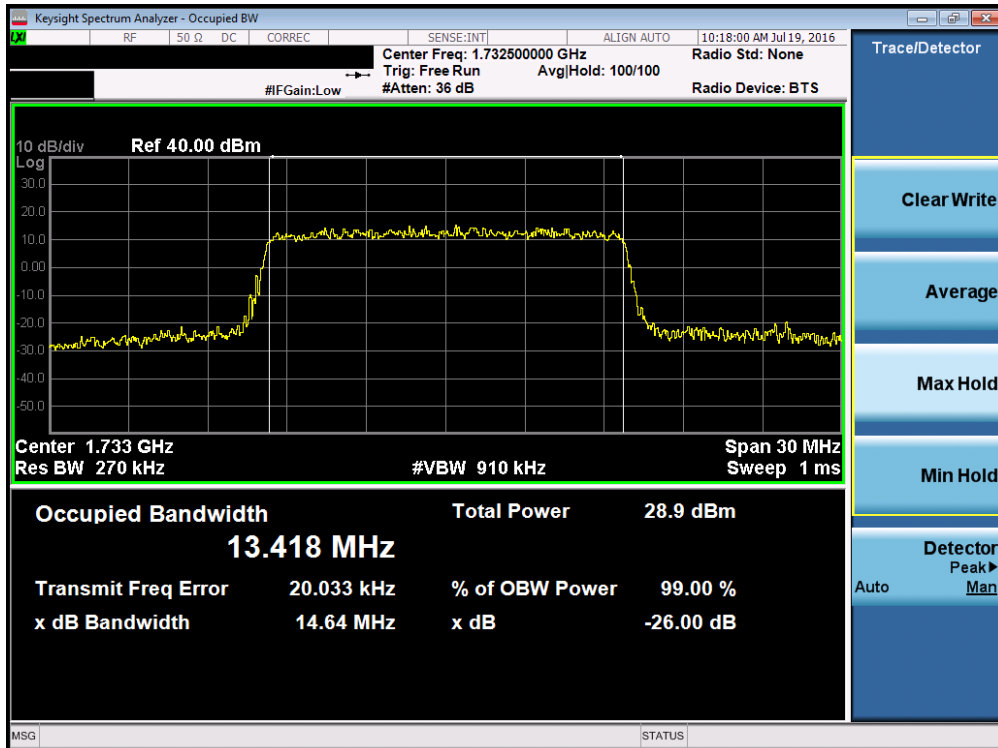 Keysight Spectrum Analyzer - Occupied BW
LXI RF 50 Ω DC CORREC SENSE:INT ALIGN AUTO 10:18:00 AM Jul 19, 2016
Center Freq: 1.732500000 GHz Radio Std: None
Trig: Free Run Avg|Hold: 100/100
#IFGain:Low #Atten: 36 dB Radio Device: BTS
10 dB/div Ref 40.00 dBm
Log
30.0
20.0
10.0
0.00
-10.0
-20.0
-30.0
-40.0
-50.0
Center 1.733 GHz Span 30 MHz
Res BW 270 kHz #VBW 910 kHz Sweep 1 ms
Occupied Bandwidth Total Power 28.9 dBm
13.418 MHz
Transmit Freq Error 20.033 kHz % of OBW Power 99.00 %
x dB Bandwidth 14.64 MHz x dB -26.00 dB
Trace/Detector
Clear Write
Average
Max Hold
Min Hold
Detector
Peak▶
Auto Man
MSG STATUS